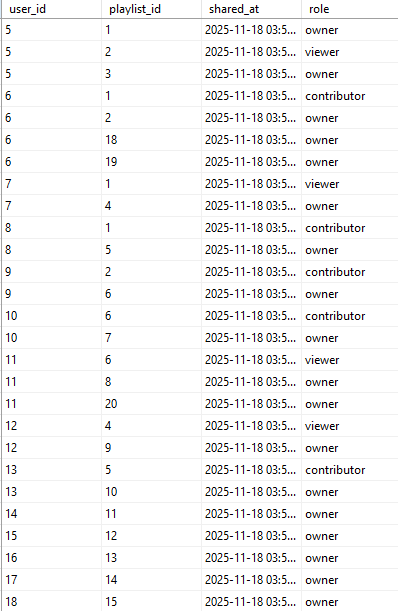 user_id playlist_id shared_at role
5 1 2025-11-18 03:5... owner
5 2 2025-11-18 03:5... viewer
5 3 2025-11-18 03:5... owner
6 1 2025-11-18 03:5... contributor
6 2 2025-11-18 03:5... owner
6 18 2025-11-18 03:5... owner
6 19 2025-11-18 03:5... owner
7 1 2025-11-18 03:5... viewer
7 4 2025-11-18 03:5... owner
8 1 2025-11-18 03:5... contributor
8 5 2025-11-18 03:5... owner
9 2 2025-11-18 03:5... contributor
9 6 2025-11-18 03:5... owner
10 6 2025-11-18 03:5... contributor
10 7 2025-11-18 03:5... owner
11 6 2025-11-18 03:5... viewer
11 8 2025-11-18 03:5... owner
11 20 2025-11-18 03:5... owner
12 4 2025-11-18 03:5... viewer
12 9 2025-11-18 03:5... owner
13 5 2025-11-18 03:5... contributor
13 10 2025-11-18 03:5... owner
14 11 2025-11-18 03:5... owner
15 12 2025-11-18 03:5... owner
16 13 2025-11-18 03:5... owner
17 14 2025-11-18 03:5... owner
18 15 2025-11-18 03:5... owner